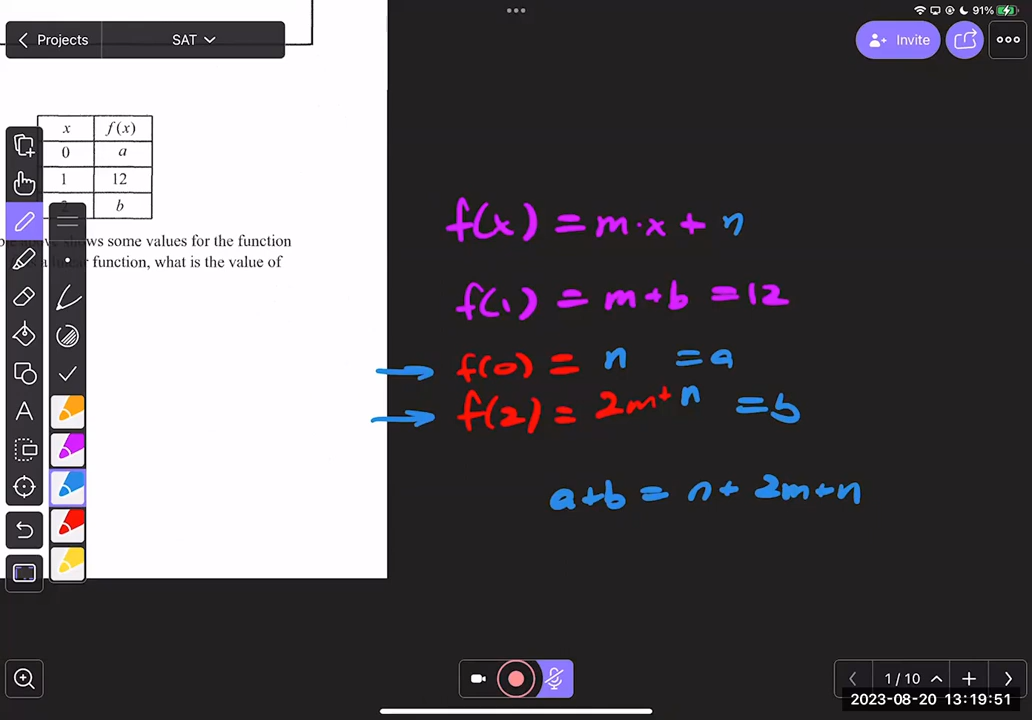 91%
Projects
SAT
Invite
x f(x)
0 a
1 12
2 b
shows some values for the function
function, what is the value of
f(x) = m·x + n
f(1) = m+b = 12
f(0) = n = a
f(2) = 2m+n = b
a+b = n + 2m+n
A
1 / 10
2023-08-20 13:19:51